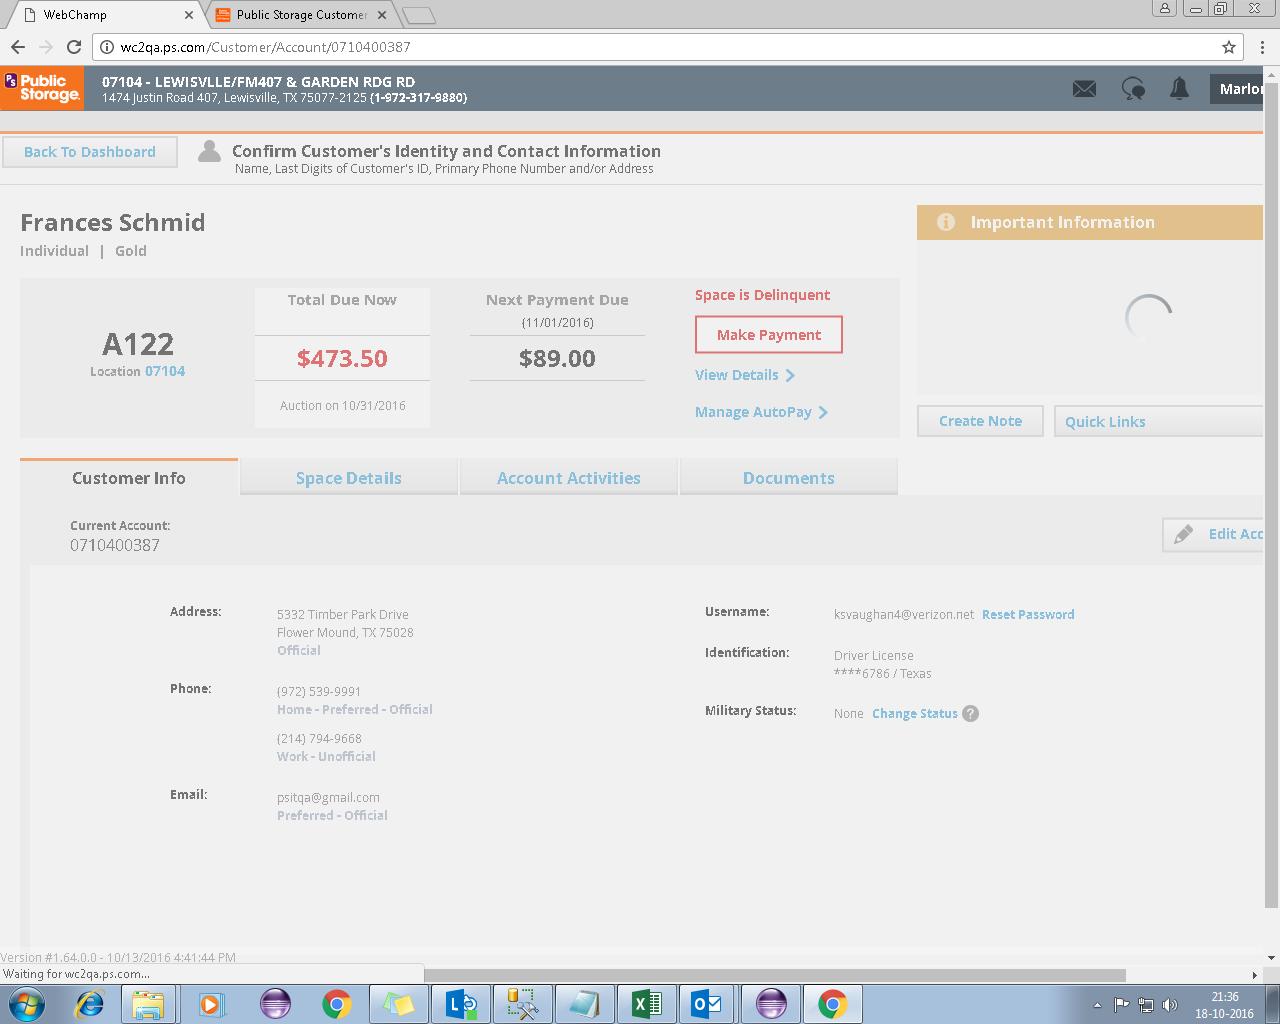 WebChamp
Public Storage Customer
wc2qa.ps.com/Customer/Account/0710400387
Ps Public Storage.
07104 - LEWISVLLE/FM407 & GARDEN RDG RD
1474 Justin Road 407, Lewisville, TX 75077-2125 (1-972-317-9880)
Marlo
Back To Dashboard
Confirm Customer's Identity and Contact Information
Name, Last Digits of Customer's ID, Primary Phone Number and/or Address
Frances Schmid
Individual | Gold
Important Information
A122
Location 07104
Total Due Now
$473.50
Auction on 10/31/2016
Next Payment Due
(11/01/2016)
$89.00
Space is Delinquent
Make Payment
View Details
Manage AutoPay
Create Note
Quick Links
Customer Info
Space Details
Account Activities
Documents
Current Account:
0710400387
Edit Acc
Address:
5332 Timber Park Drive
Flower Mound, TX 75028
Official
Phone:
(972) 539-9991
Home - Preferred - Official
(214) 794-9668
Work - Unofficial
Email:
psitqa@gmail.com
Preferred - Official
Username:
ksvaughan4@verizon.net Reset Password
Identification:
Driver License
****6786 / Texas
Military Status:
None Change Status ?
Version #1.64.0.0 - 10/13/2016 4:41:44 PM
Waiting for wc2qa.ps.com...
21:36
18-10-2016